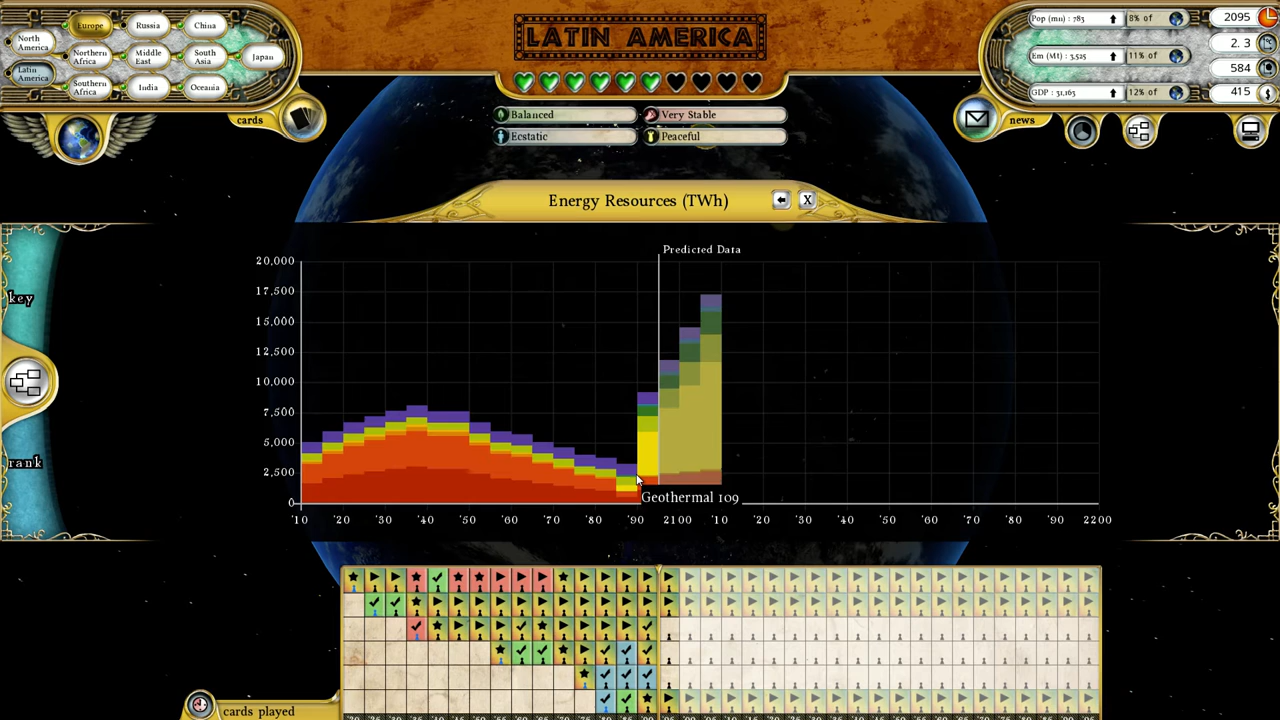 Europe
Russia
China
North
America
Northern
Africa
Middle
East
South
Asia
Japan
Latin
America
Southern
Africa
India
Oceania
cards
LATIN AMERICA
Balanced
Very Stable
Ecstatic
Peaceful
Pop (mn) : 783
8% of
2095
Em (Mt) : 3,525
11% of
2. 3
584
GDP : 31,163
12% of
415
news
Energy Resources (TWh)
X
Predicted Data
key
rank
20,000
17,500
15,000
12,500
10,000
7,500
5,000
2,500
0
Geothermal 109
'10 '20 '30 '40 '50 '60 '70 '80 '90 2100 '10 '20 '30 '40 '50 '60 '70 '80 '90 2200
cards played